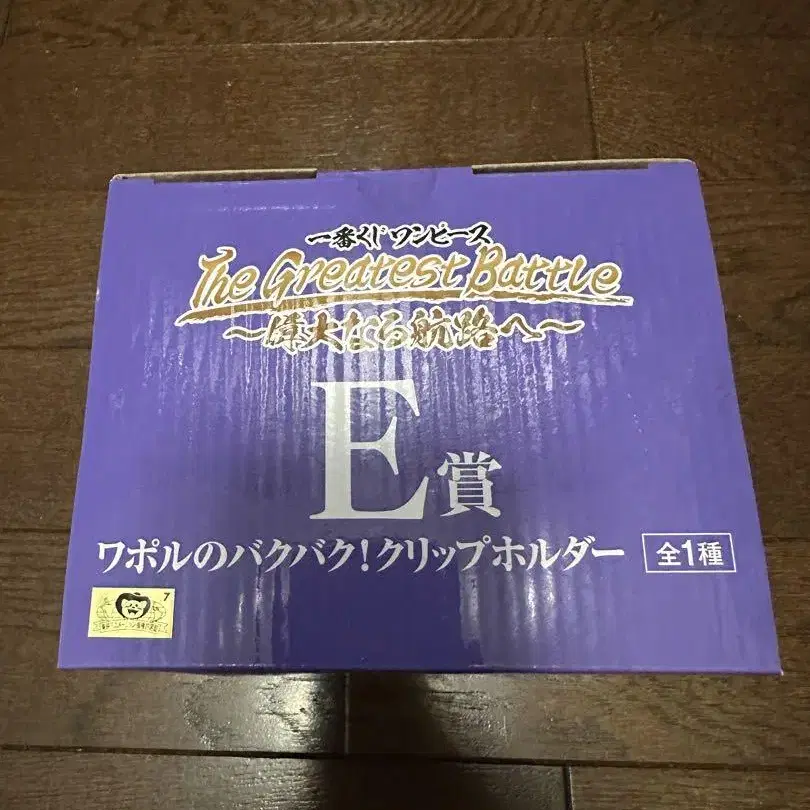 一番くじ ワンピース
The Greatest Battle
～偉大なる航路へ～
E賞
ワポルのバクバク!クリップホルダー 全1種
7